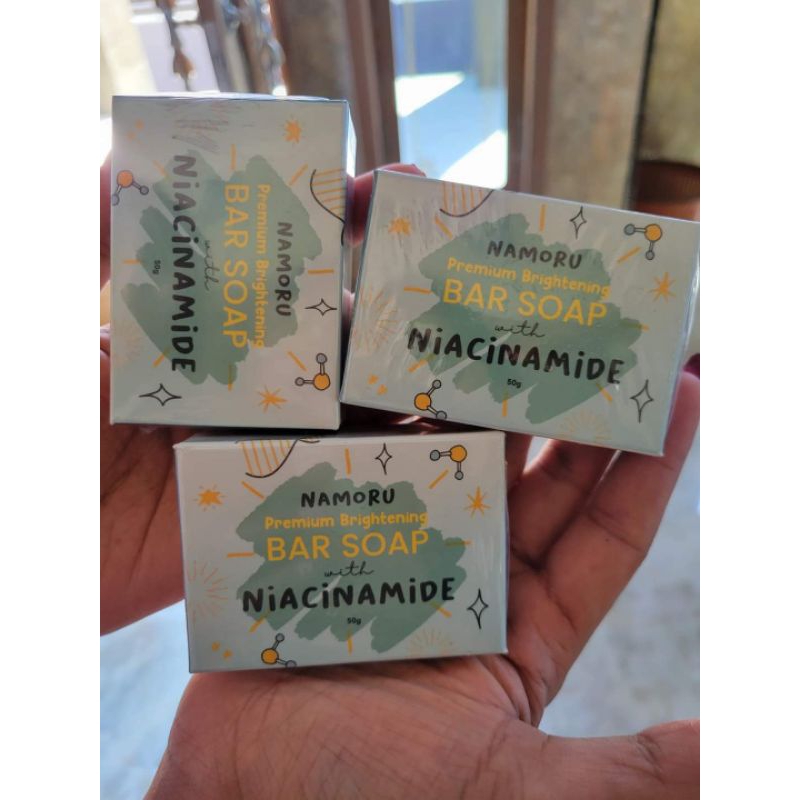 NAMORU
Premium Brightening
BAR SOAP
with
NiACiNAMiDE
50g
NAMORU
Premium Brightening
BAR SOAP
with
NiACiNAMiDE
50g
NAMORU
Premium Brightening
BAR SOAP
with
NiACiNAMiDE
50g